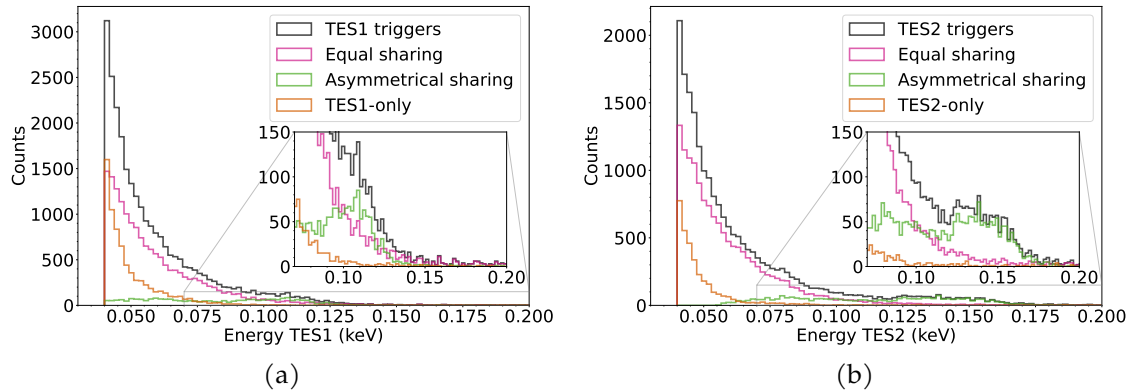 TES1 triggers
Equal sharing
Asymmetrical sharing
TES1-only
Counts
3000
2500
2000
1500
1000
500
0
150
100
50
0
0.10 0.15 0.20
0.050 0.075 0.100 0.125 0.150 0.175 0.200
Energy TES1 (keV)
(a)
TES2 triggers
Equal sharing
Asymmetrical sharing
TES2-only
Counts
2000
1500
1000
500
0
150
100
50
0
0.10 0.15 0.20
0.050 0.075 0.100 0.125 0.150 0.175 0.200
Energy TES2 (keV)
(b)